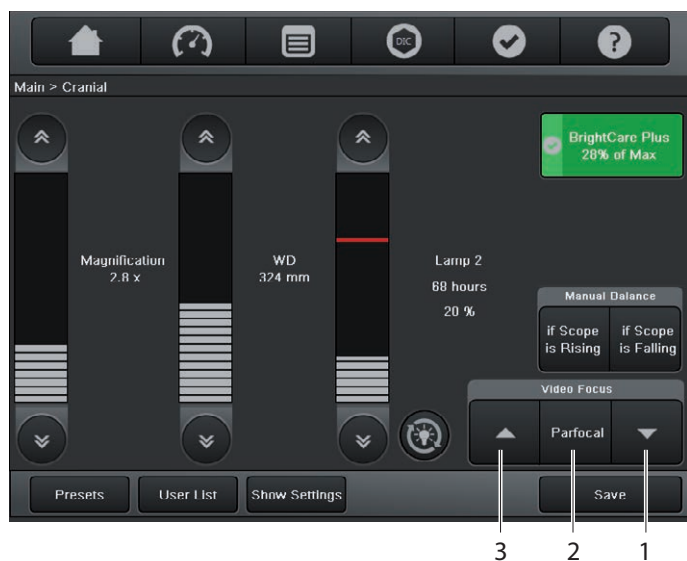 DIC
?
Main > Cranial
BrightCare Plus
28% of Max
Magnification
2.8 x
WD
324 mm
Lamp 2
68 hours
20 %
Manual Balance
if Scope
is Rising
if Scope
is Falling
Video Focus
Parfocal
Presets
User List
Show Settings
Save
3
2
1